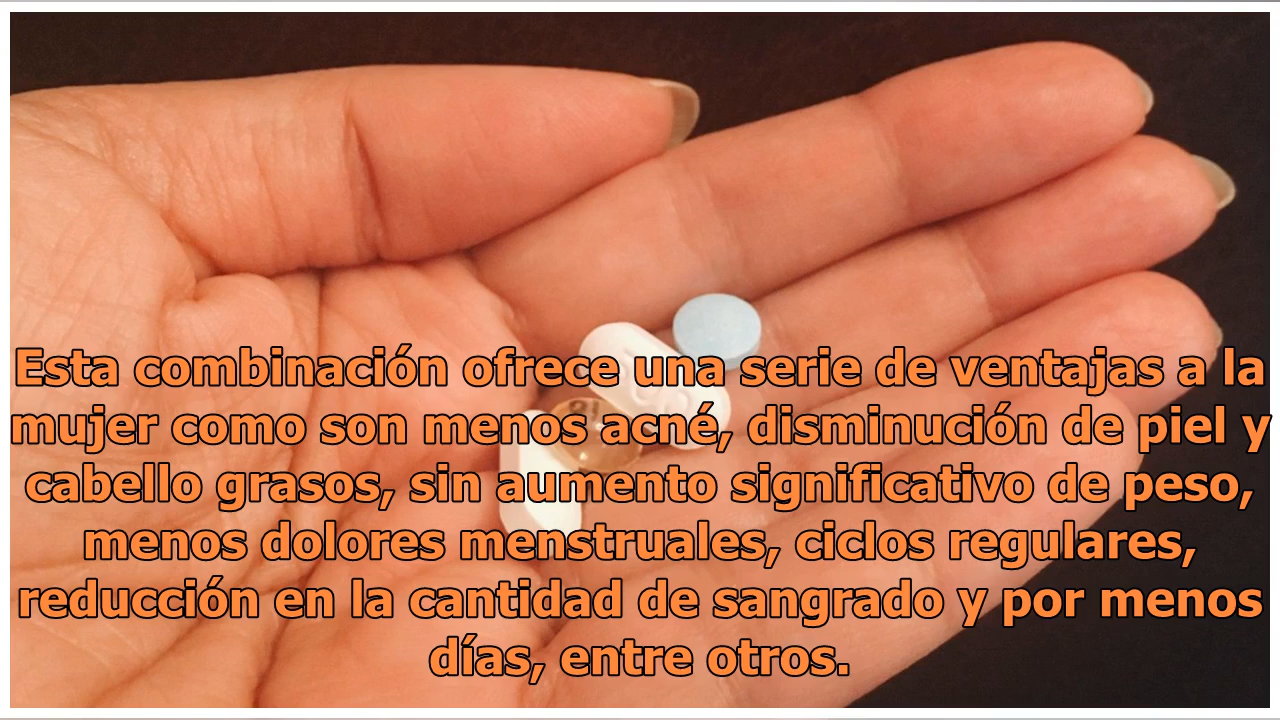 Esta combinación ofrece una serie de ventajas a la
mujer como son menos acné, disminución de piel y
cabello grasos, sin aumento significativo de peso,
menos dolores menstruales, ciclos regulares,
reducción en la cantidad de sangrado y por menos
días, entre otros.